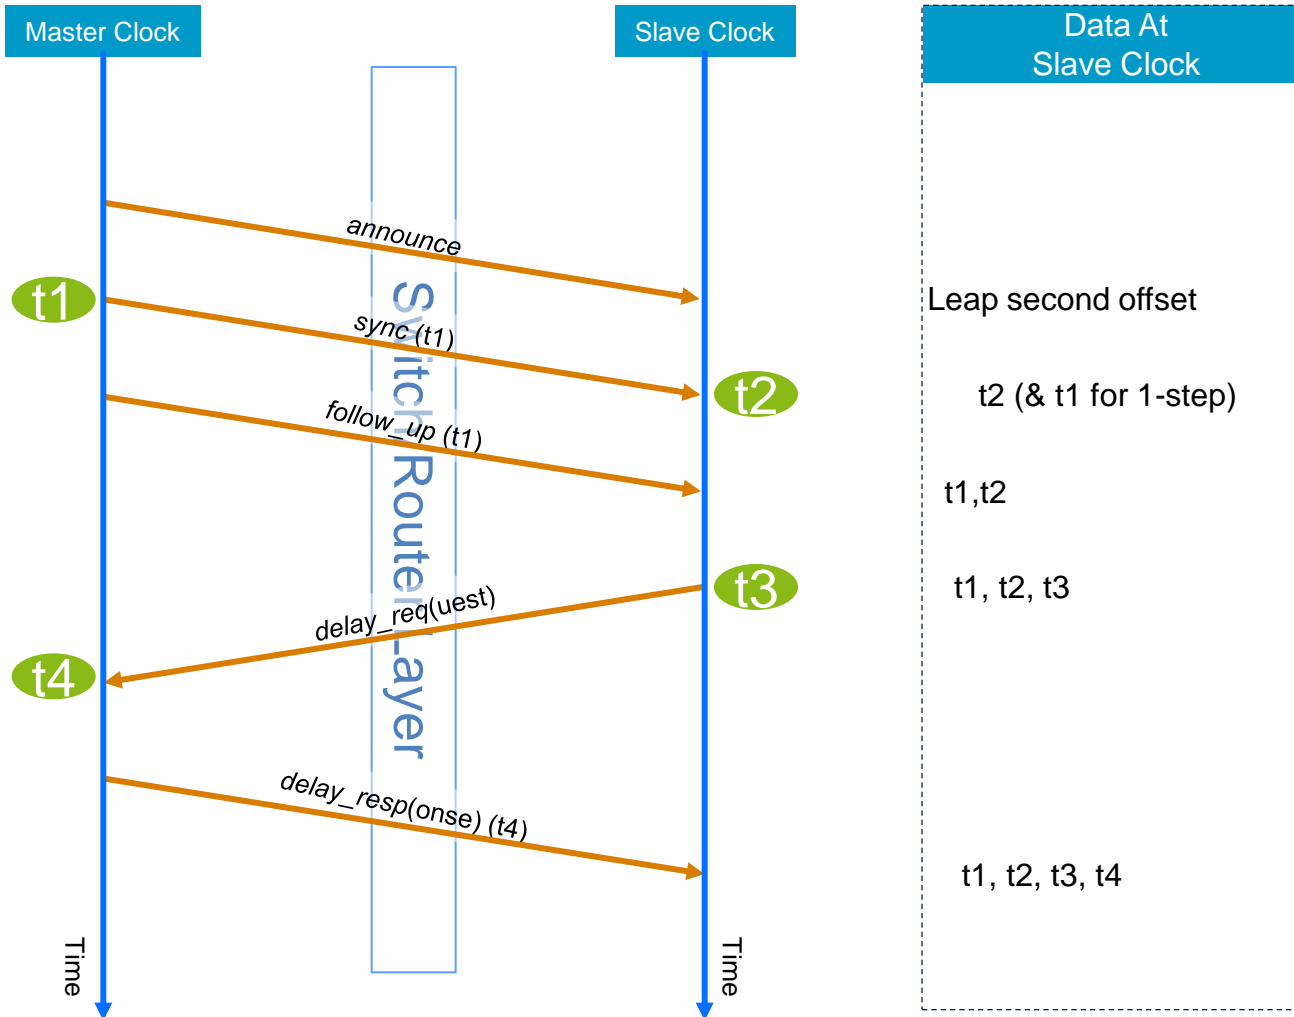 Master Clock
Slave Clock
Data At
Slave Clock
announce
t1
Leap second offset
sync (t1)
t2
t2 (& t1 for 1-step)
follow_up (t1)
t1,t2
Switch/Router Layer
t3
t1, t2, t3
delay_req(uest)
t4
delay_resp(onse) (t4)
t1, t2, t3, t4
Time
Time